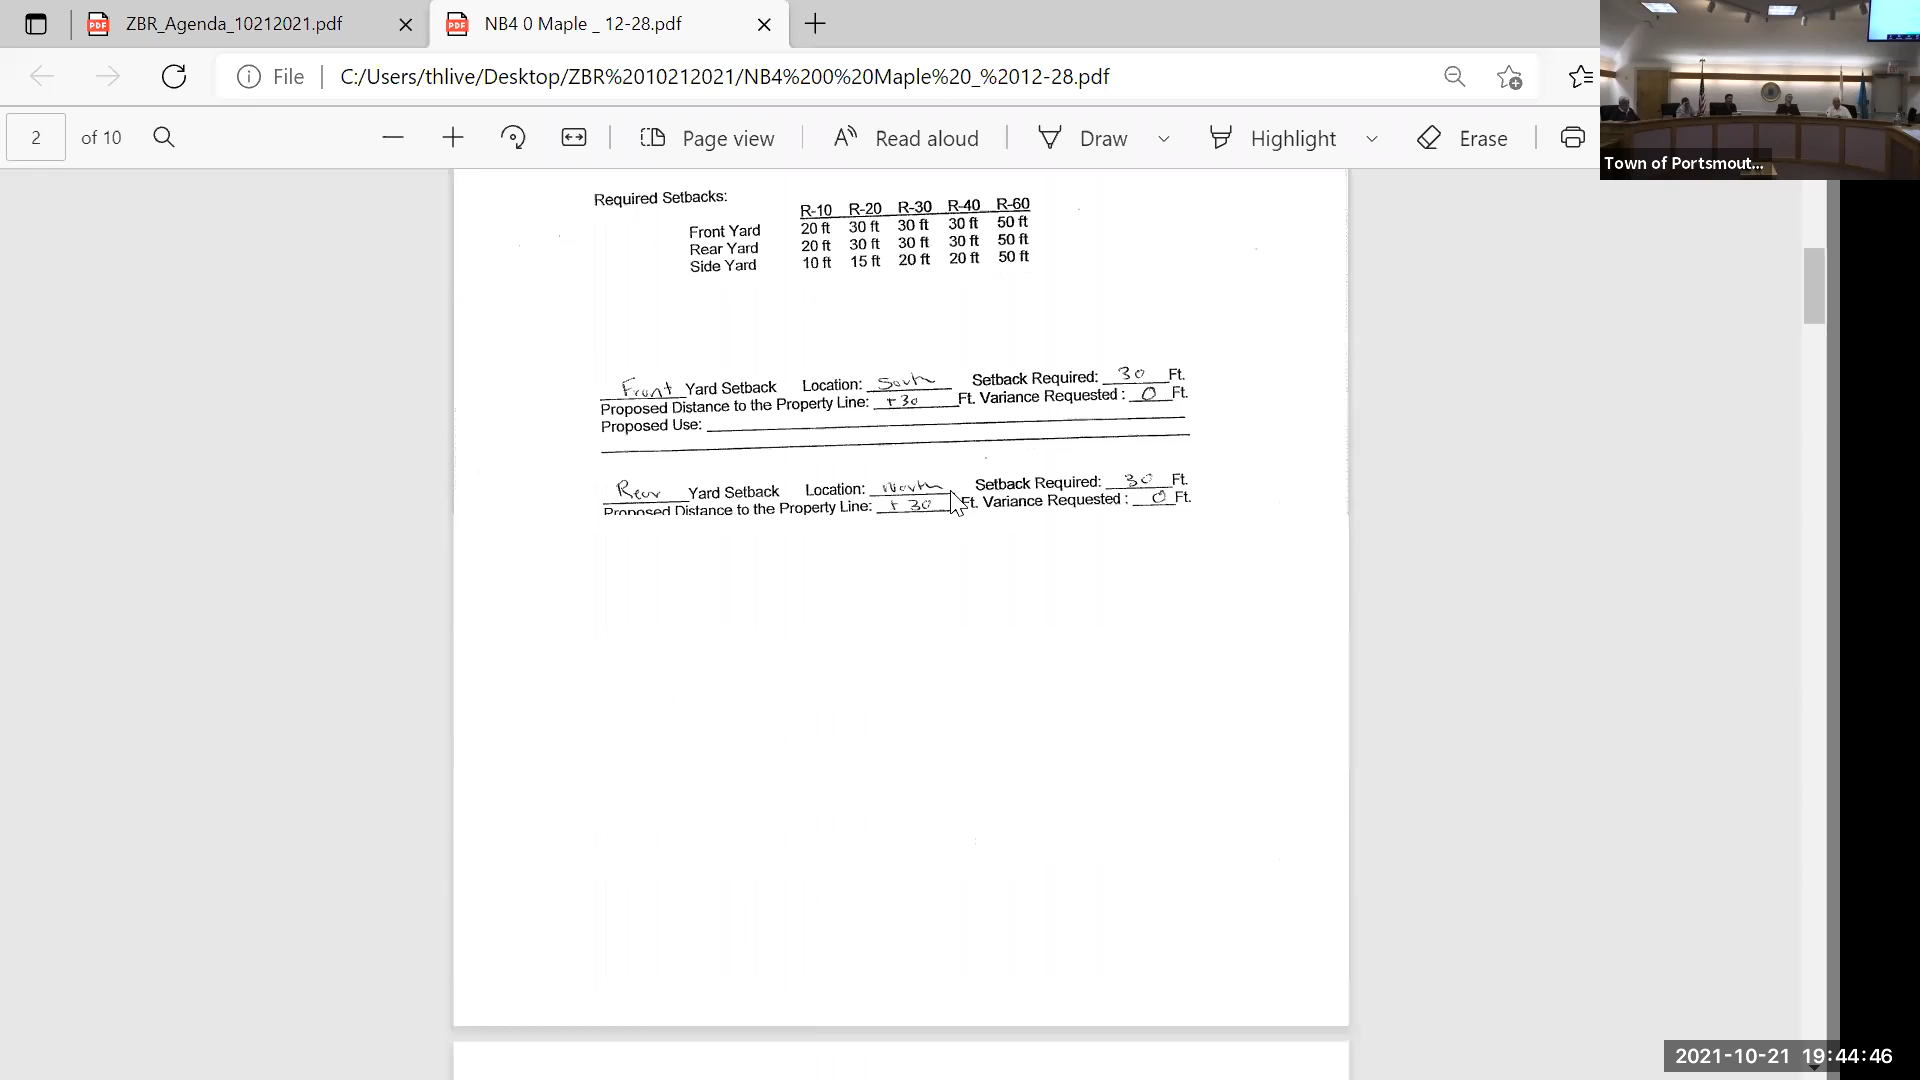 ZBR_Agenda_10212021.pdf
NB4 0 Maple _ 12-28.pdf
File
C:/Users/thlive/Desktop/ZBR%2010212021/NB4%200%20Maple%20_%2012-28.pdf
2 of 10
Page view
Read aloud
Draw
Highlight
Erase
Town of Portsmout...
Required Setbacks:
R-10 R-20 R-30 R-40 R-60
Front Yard 20 ft 30 ft 30 ft 30 ft 50 ft
Rear Yard 20 ft 30 ft 30 ft 30 ft 50 ft
Side Yard 10 ft 15 ft 20 ft 20 ft 50 ft
Front Yard Setback Location: South Setback Required: 30 Ft.
Proposed Distance to the Property Line: +30 Ft. Variance Requested : 0 Ft.
Proposed Use:
Rear Yard Setback Location: North Setback Required: 30 Ft.
Proposed Distance to the Property Line: + 30 Ft. Variance Requested : 0 Ft.
2021-10-21 19:44:46